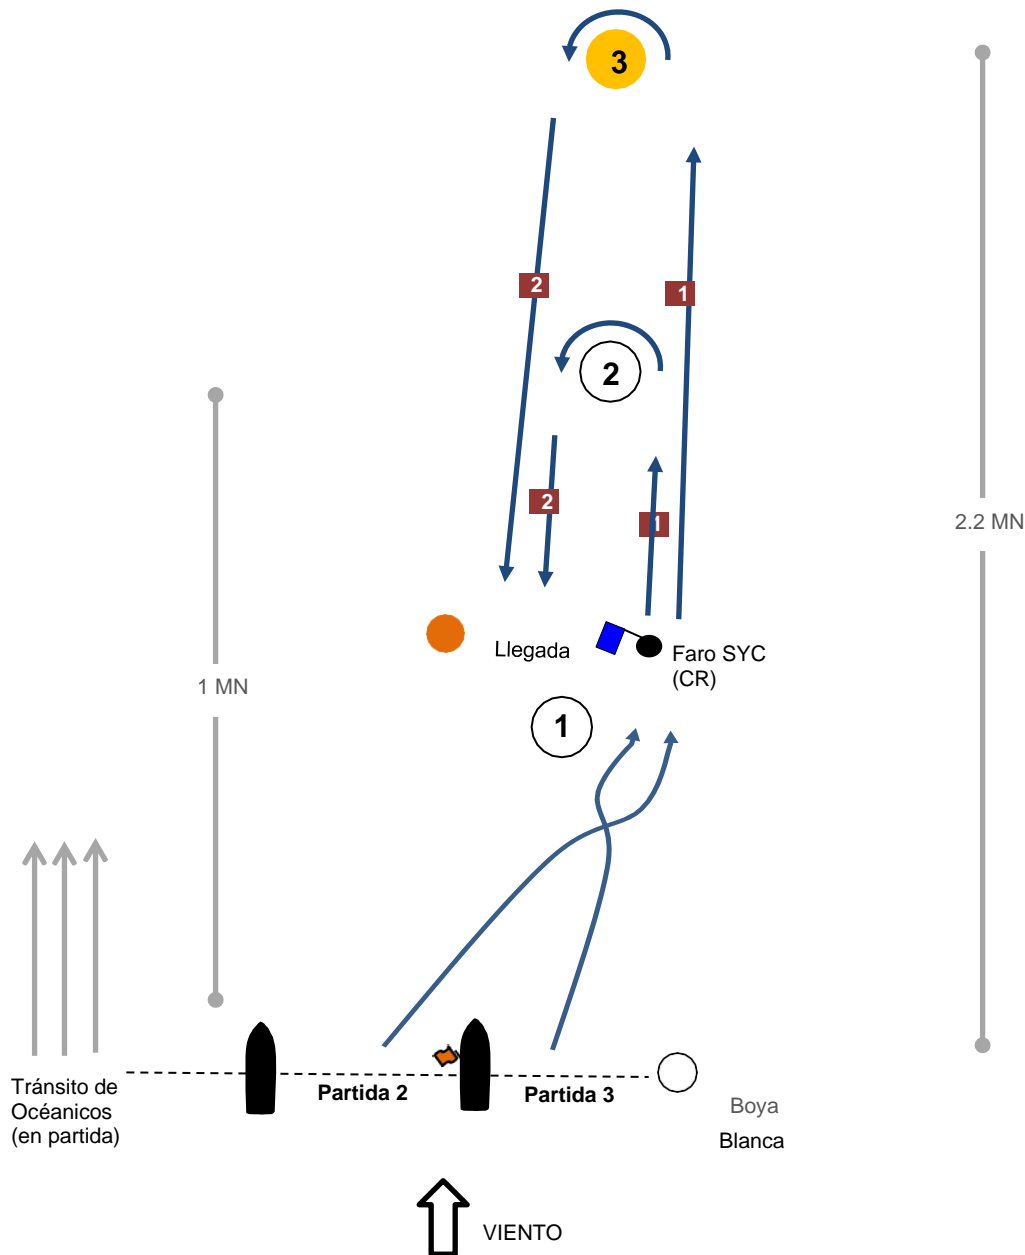 3
2
1
2
2
2.2 MN
2
1
Llegada
Faro SYC
(CR)
1 MN
1
Tránsito de
Océanicos
(en partida)
Partida 2
Partida 3
Boya
Blanca
VIENTO